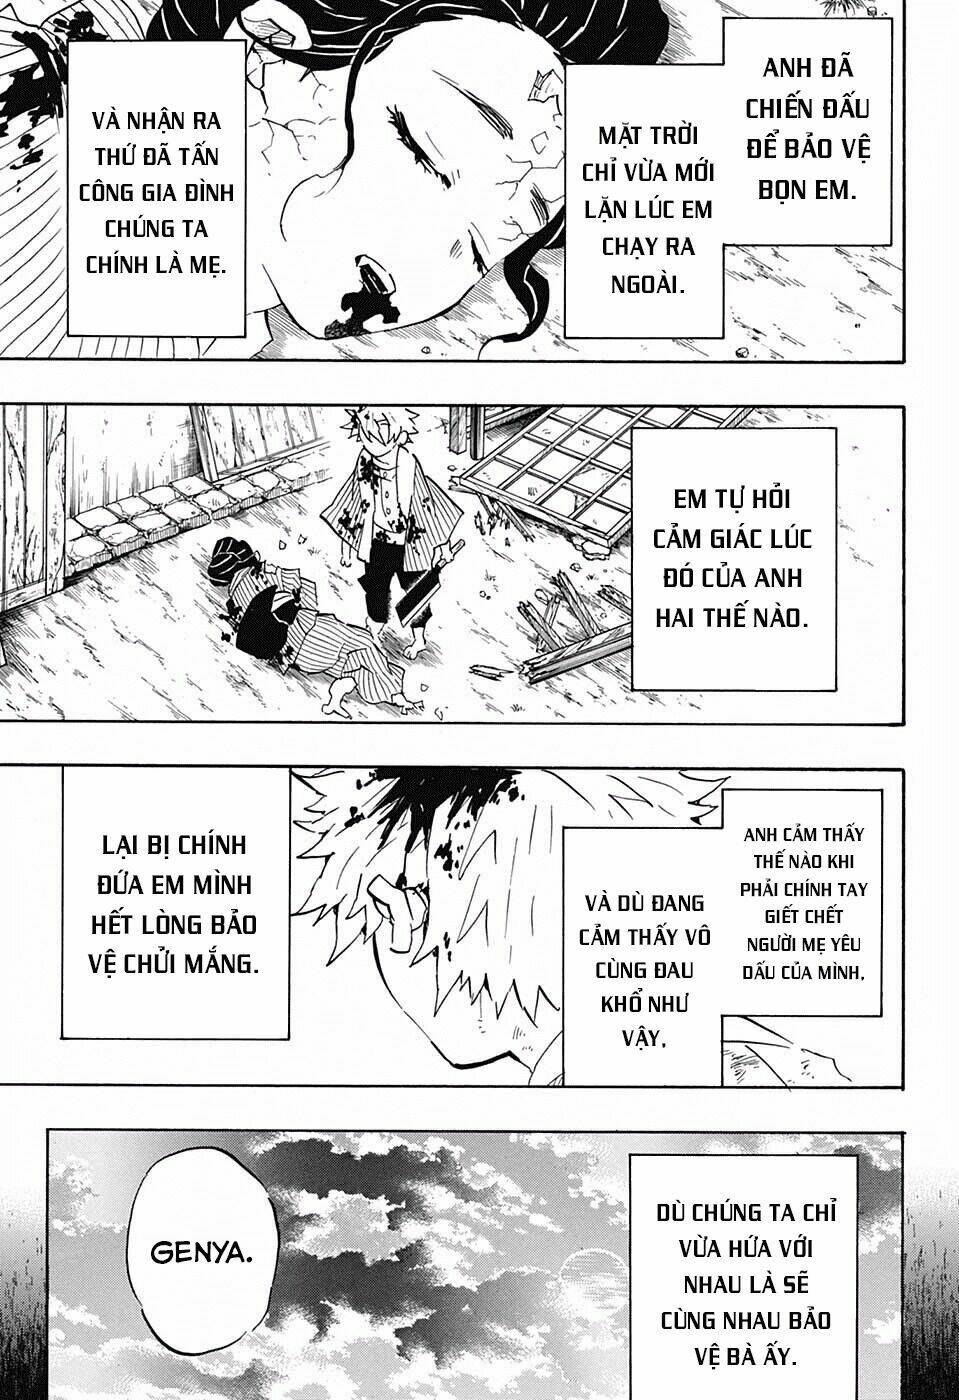 ANH ĐÃ
CHIẾN ĐẤU
ĐỂ BẢO VỆ
BỌN EM.
MẶT TRỜI
CHỈ VỪA MỚI
LẶN LÚC EM
CHẠY RA
NGOÀI.
VÀ NHẬN RA
THỨ ĐÃ TẤN
CÔNG GIA ĐÌNH
CHÚNG TA
CHÍNH LÀ MẸ.
EM TỰ HỎI
CẢM GIÁC LÚC
ĐÓ CỦA ANH
HAI THẾ NÀO.
ANH CẢM THẤY
THẾ NÀO KHI
PHẢI CHÍNH TAY
GIẾT CHẾT
NGƯỜI MẸ YÊU
DẤU CỦA MÌNH,
VÀ DÙ ĐANG
CẢM THẤY VÔ
CÙNG ĐAU
KHỔ NHƯ
VẬY,
LẠI BỊ CHÍNH
ĐỨA EM MÌNH
HẾT LÒNG BẢO
VỆ CHỬI MẮNG.
DÙ CHÚNG TA CHỈ
VỪA HỨA VỚI
NHAU LÀ SẼ
CÙNG NHAU BẢO
VỆ BÀ ẤY.
GENYA.